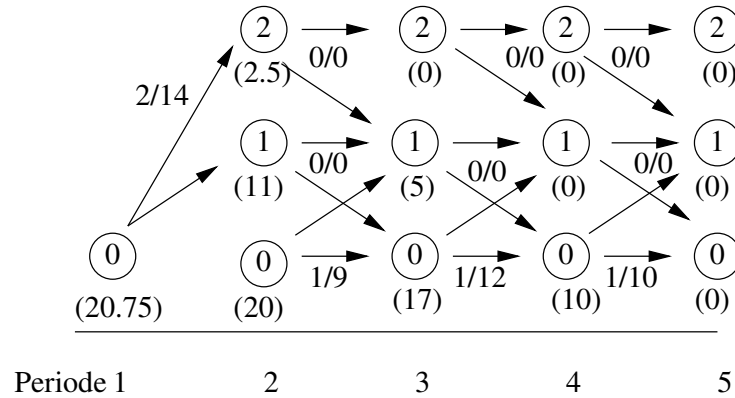 2 2 2 2
0/0 0/0 0/0
(2.5) (0) (0) (0)
2/14
1 1 1 1
0/0 0/0 0/0
(11) (5) (0) (0)
0 0 0 0 0
1/9 1/12 1/10
(20.75) (20) (17) (10) (0)
Periode 1 2 3 4 5